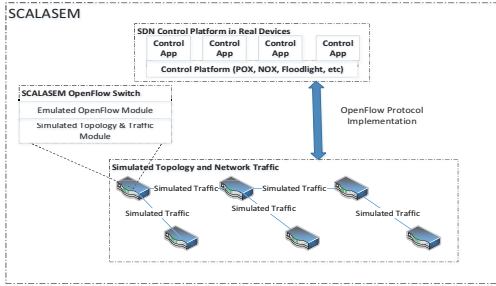 SCALASEM
SDN Control Platform in Real Devices
Control App
Control App
Control App
Control App
Control Platform (POX, NOX, Floodlight, etc)
SCALASEM OpenFlow Switch
Emulated OpenFlow Module
Simulated Topology & Traffic
Module
OpenFlow Protocol
Implementation
Simulated Topology and Network Traffic
Simulated Traffic
Simulated Traffic
Simulated Traffic
Simulated Traffic
Simulated Traffic